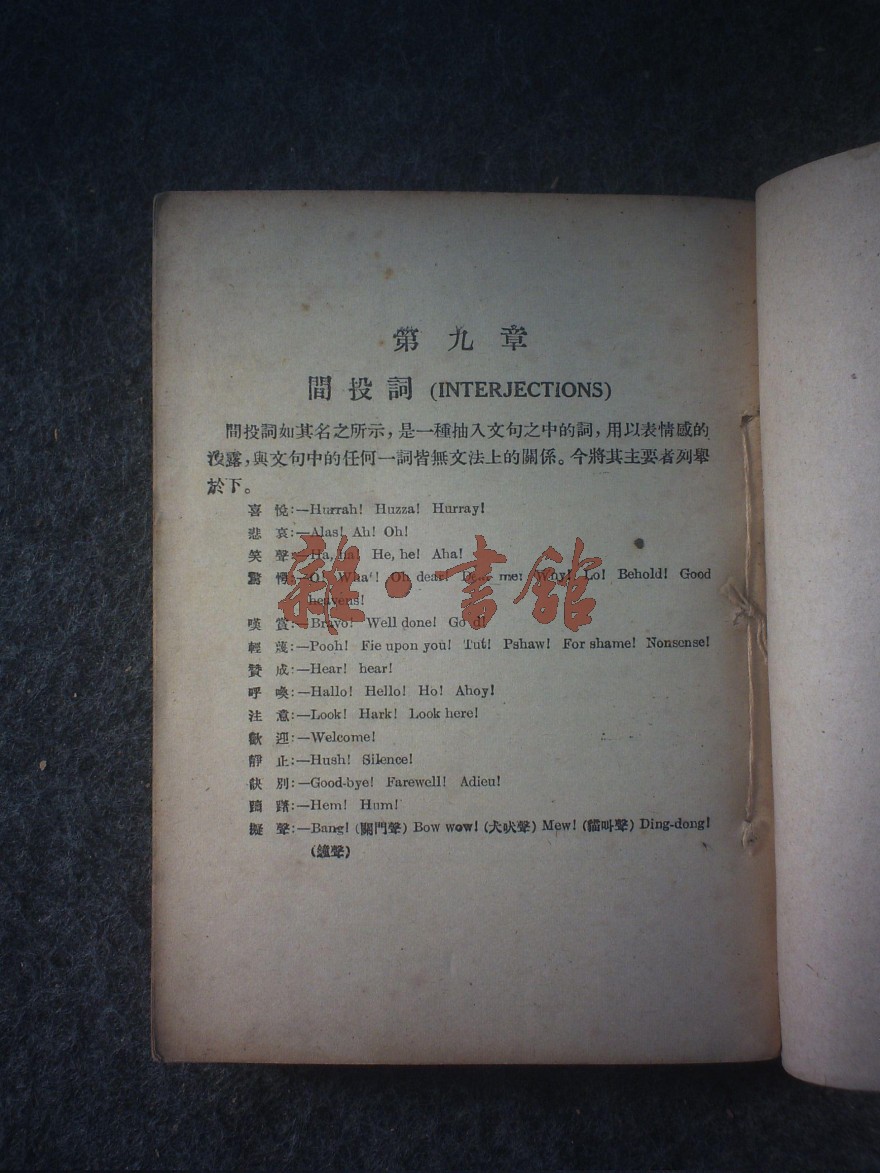 第九章
間投詞 (INTERJECTIONS)
間投詞如其名之所示，是一種抽入文句之中的詞，用以表情感的
洩露，與文句中的任何一詞皆無文法上的關係。今將其主要者列舉
於下。
喜 悅：—Hurrah! Huzza! Hurray!
悲 哀：—Alas! Ah! Oh!
笑 聲：—Ha, ha! He, he! Aha!
驚 愕：—O! What! Oh dear! Dear me! Why! Lo! Behold! Good
heavens!
嘆 賞：—Bravo! Well done! Good!
輕 蔑：—Pooh! Fie upon you! Tut! Pshaw! For shame! Nonsense!
贊 成：—Hear! hear!
呼 喚：—Hallo! Hello! Ho! Ahoy!
注 意：—Look! Hark! Look here!
歡 迎：—Welcome!
靜 止：—Hush! Silence!
訣 別：—Good-bye! Farewell! Adieu!
躊 躇：—Hem! Hum!
擬 聲：—Bang! (關門聲) Bow wow! (犬吠聲) Mew! (貓叫聲) Ding-dong!
(鐘聲)
雜·書館